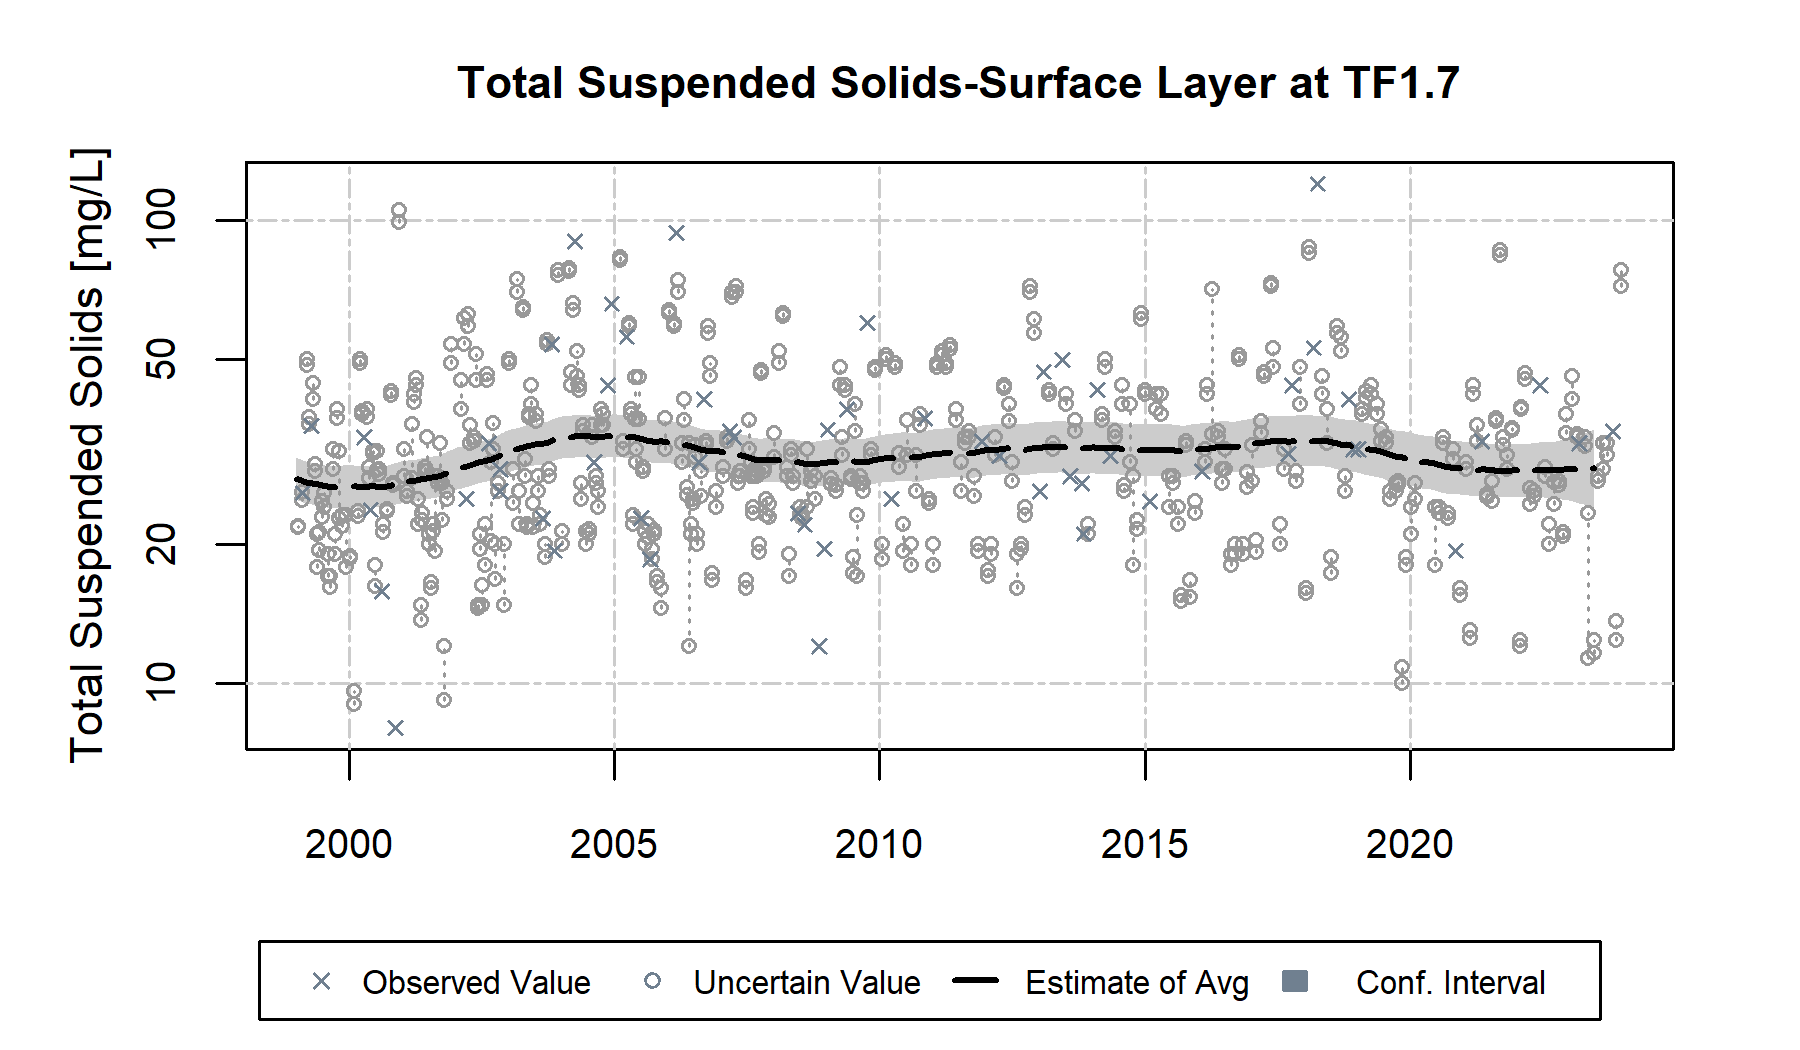 Total Suspended Solids-Surface Layer at TF1.7
Total Suspended Solids [mg/L]
100
50
20
10
2000 2005 2010 2015 2020
Observed Value Uncertain Value Estimate of Avg Conf. Interval